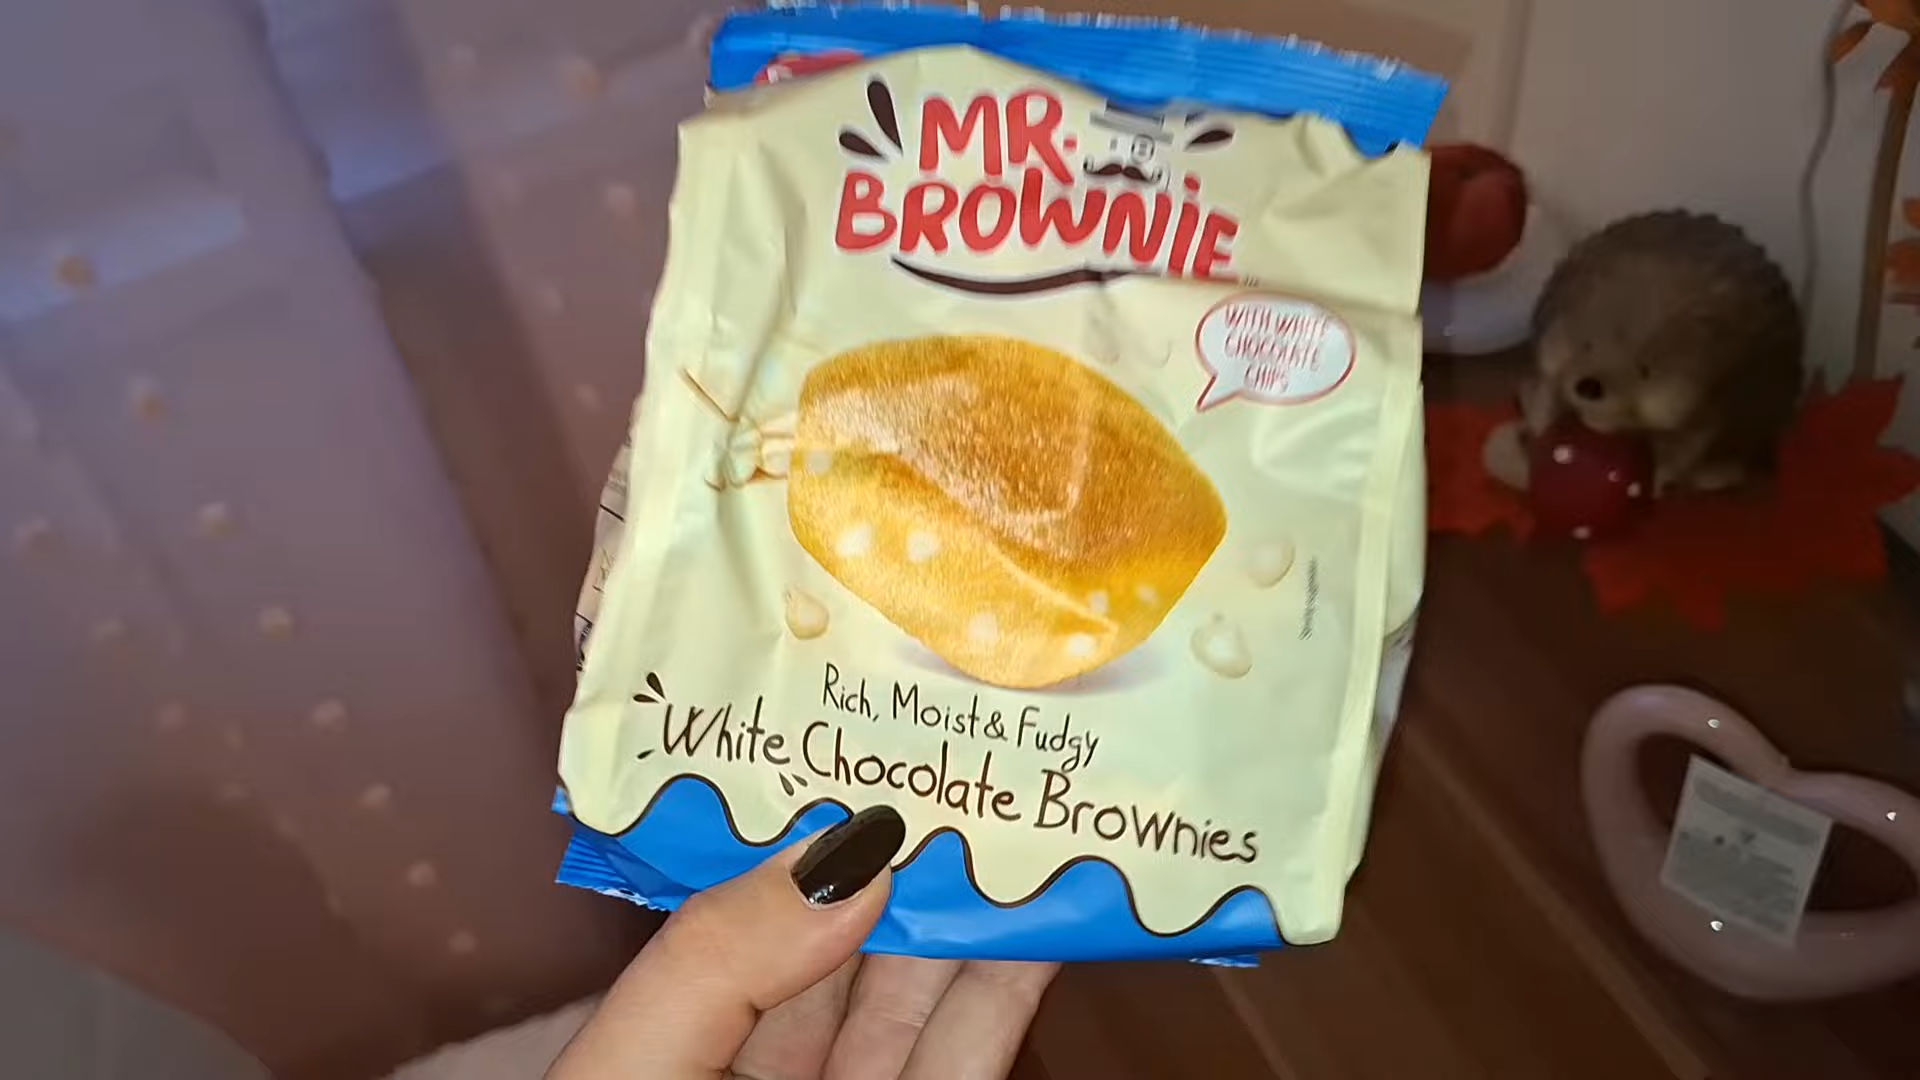 MR.
BROWNIE
WITH WHITE
CHOCOLATE
CHIPS
Rich, Moist & Fudgy
White Chocolate Brownies